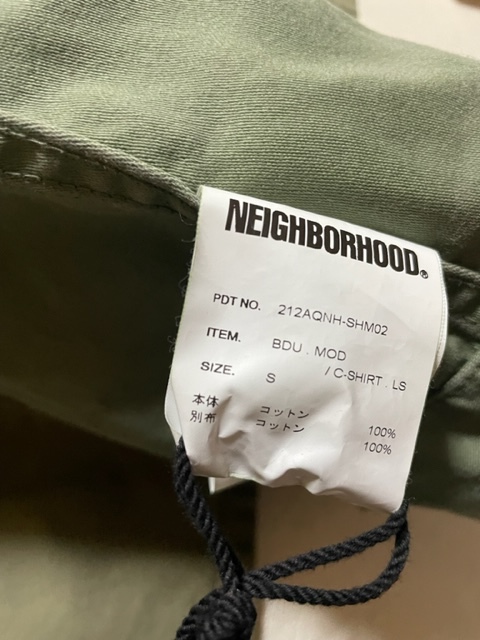 NEIGHBORHOOD®
PDT NO. 212AQNH-SHM02
ITEM. BDU . MOD
/ C-SHIRT . LS
SIZE. S
本体 コットン 100%
別布 コットン 100%